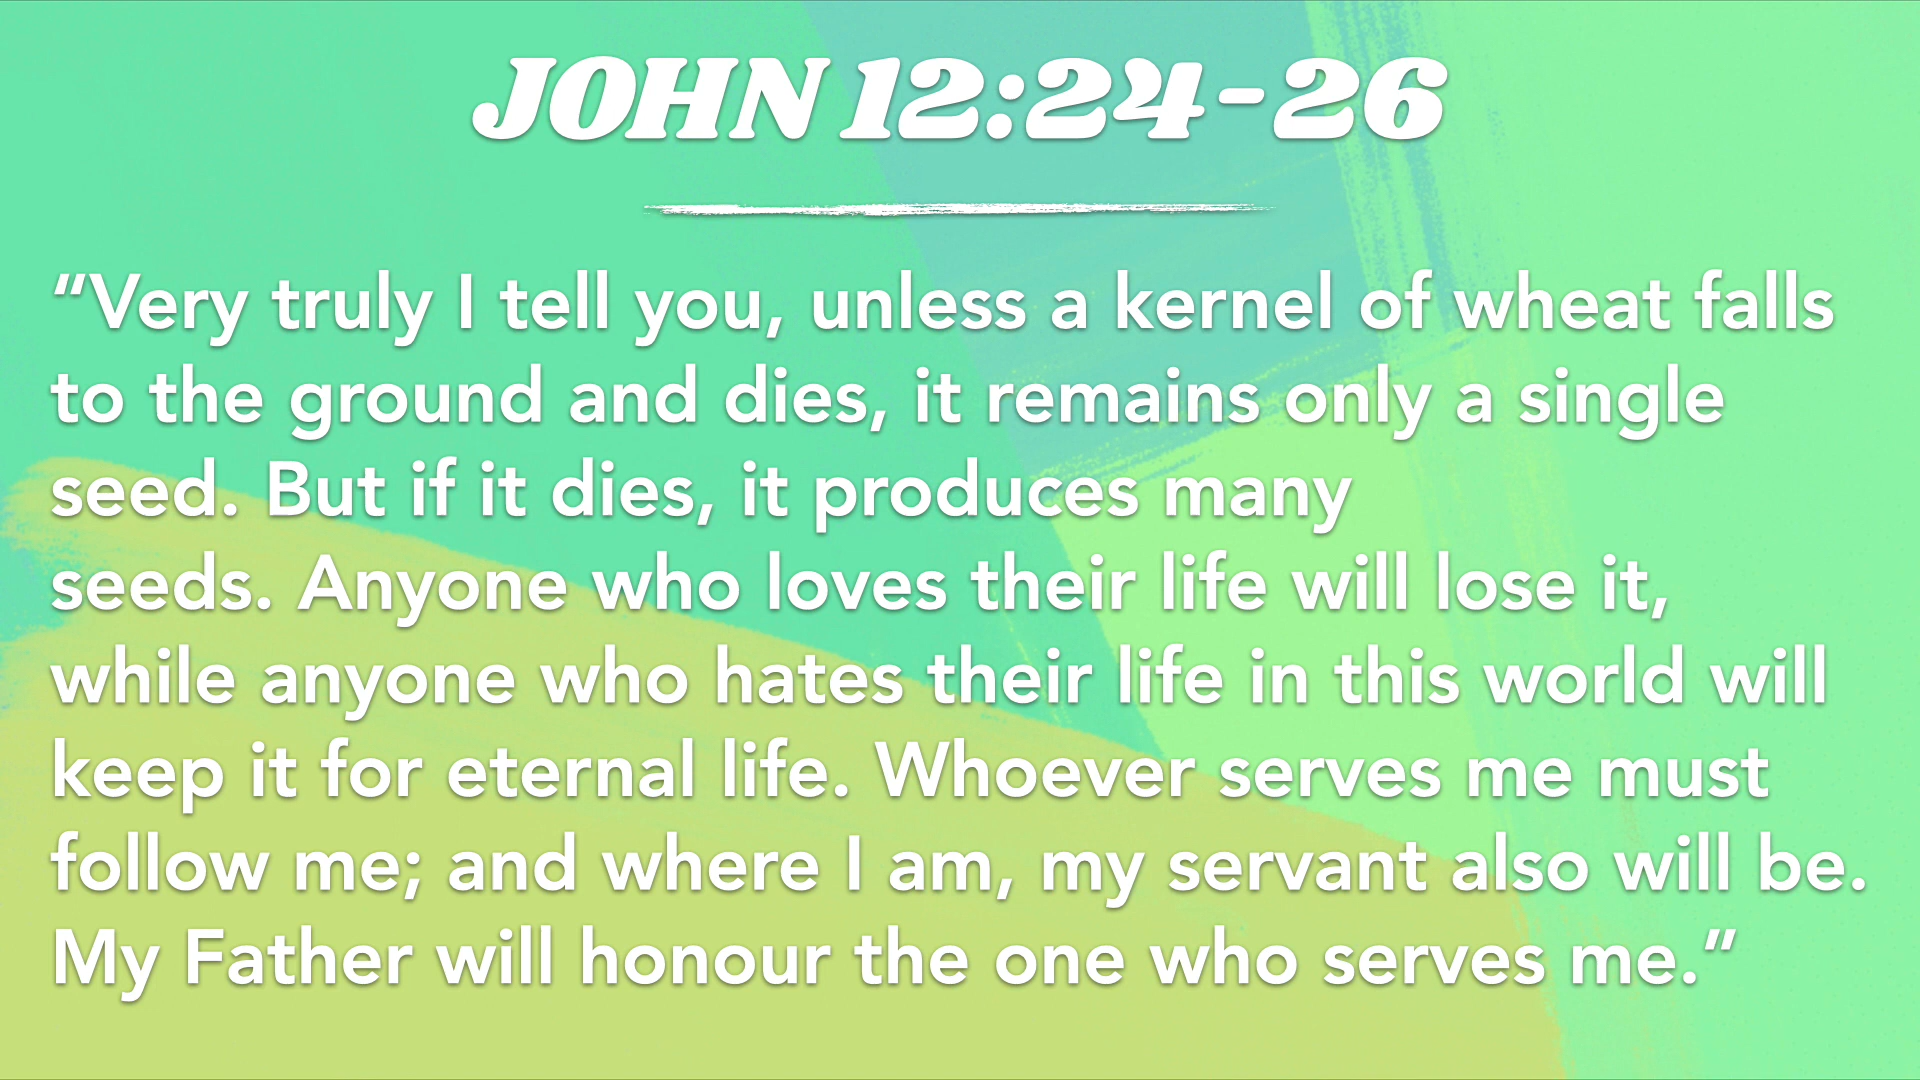 JOHN 12:24-26
“Very truly I tell you, unless a kernel of wheat falls
to the ground and dies, it remains only a single
seed. But if it dies, it produces many
seeds. Anyone who loves their life will lose it,
while anyone who hates their life in this world will
keep it for eternal life. Whoever serves me must
follow me; and where I am, my servant also will be.
My Father will honour the one who serves me.”